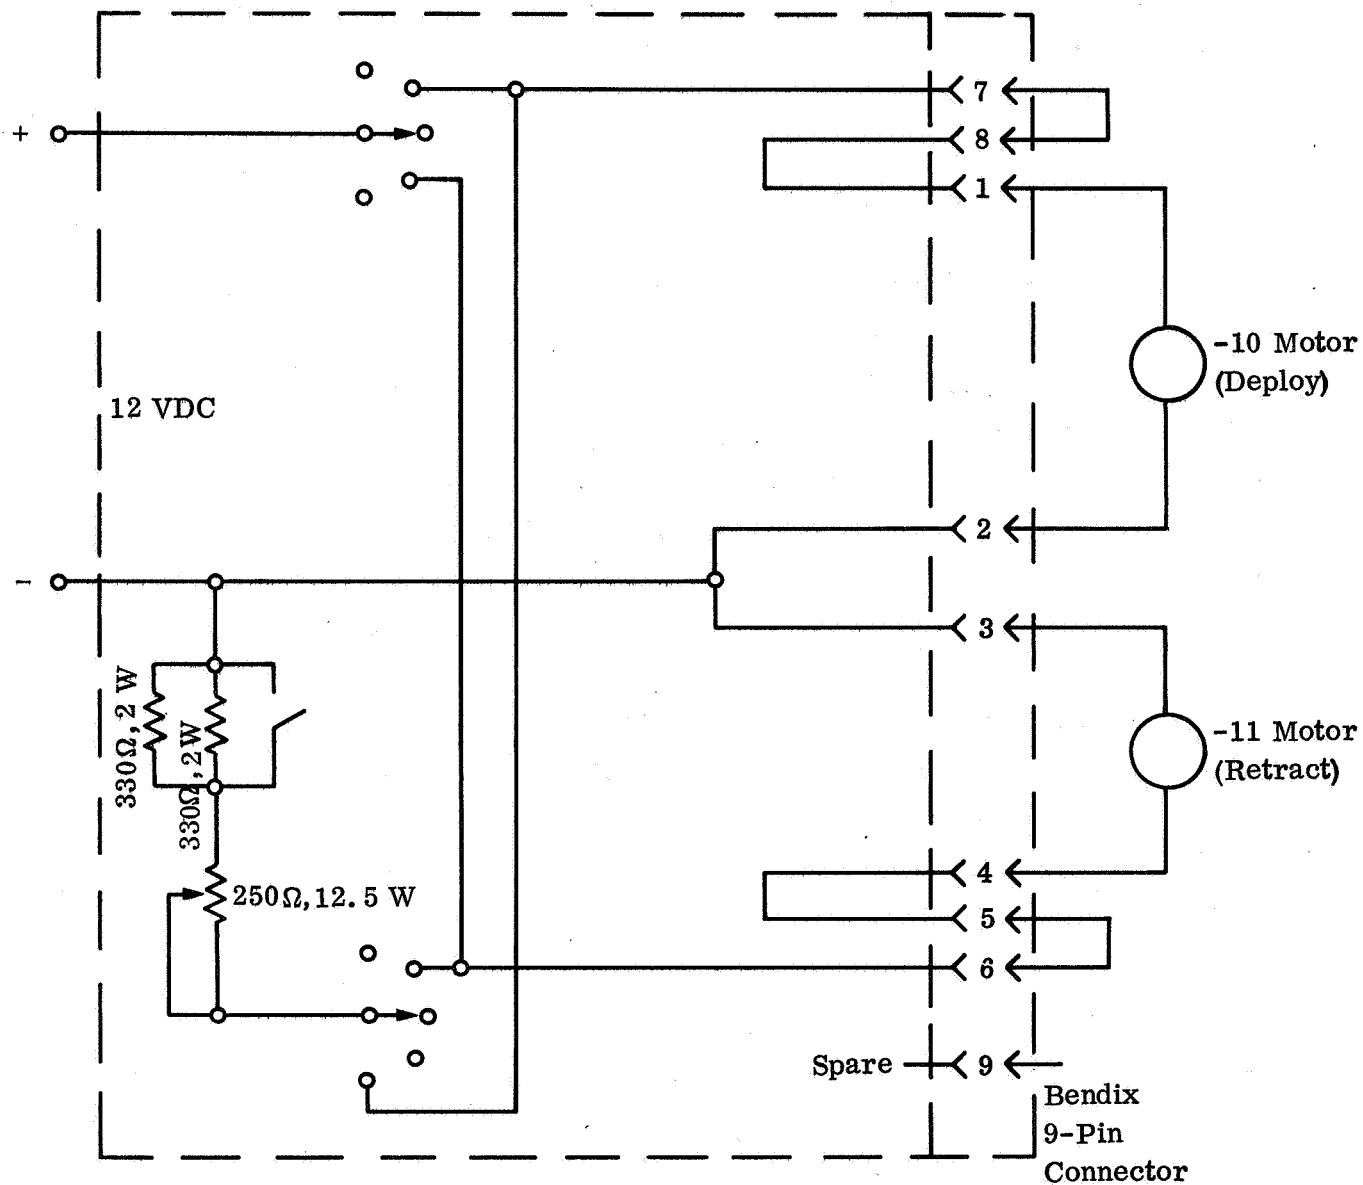 7
+
8
1
-10 Motor
(Deploy)
12 VDC
2
-
3
330Ω, 2 W
330Ω, 2W
-11 Motor
(Retract)
4
250Ω, 12.5 W
5
6
Spare
9
Bendix
9-Pin
Connector